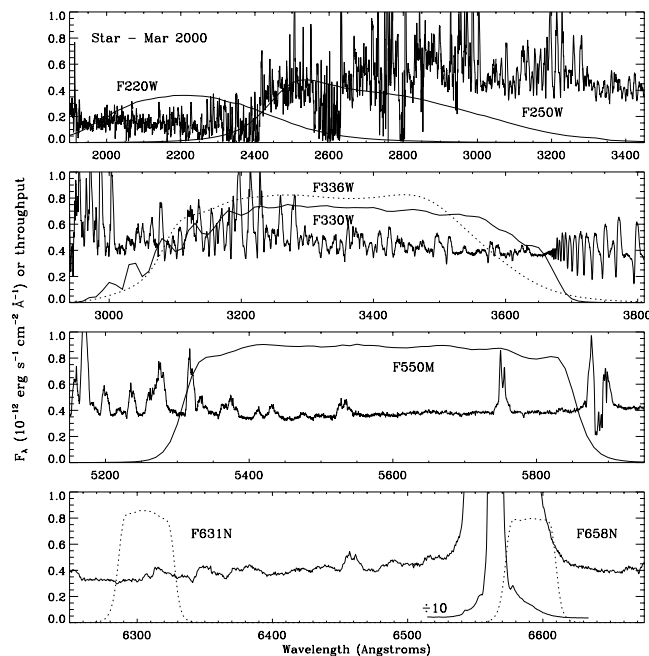 Star − Mar 2000
F220W
F250W
1.0
0.8
0.6
0.4
0.2
0.0
2000 2200 2400 2600 2800 3000 3200 3400
F336W
F330W
1.0
0.8
0.6
0.4
0.2
0.0
3000 3200 3400 3600 3800
F550M
1.0
0.8
0.6
0.4
0.2
0.0
5200 5400 5600 5800
F631N
F658N
÷10
1.0
0.8
0.6
0.4
0.2
0.0
6300 6400 6500 6600
Wavelength (Angstroms)
Fλ (10⁻¹² erg s⁻¹ cm⁻² Å⁻¹) or throughput